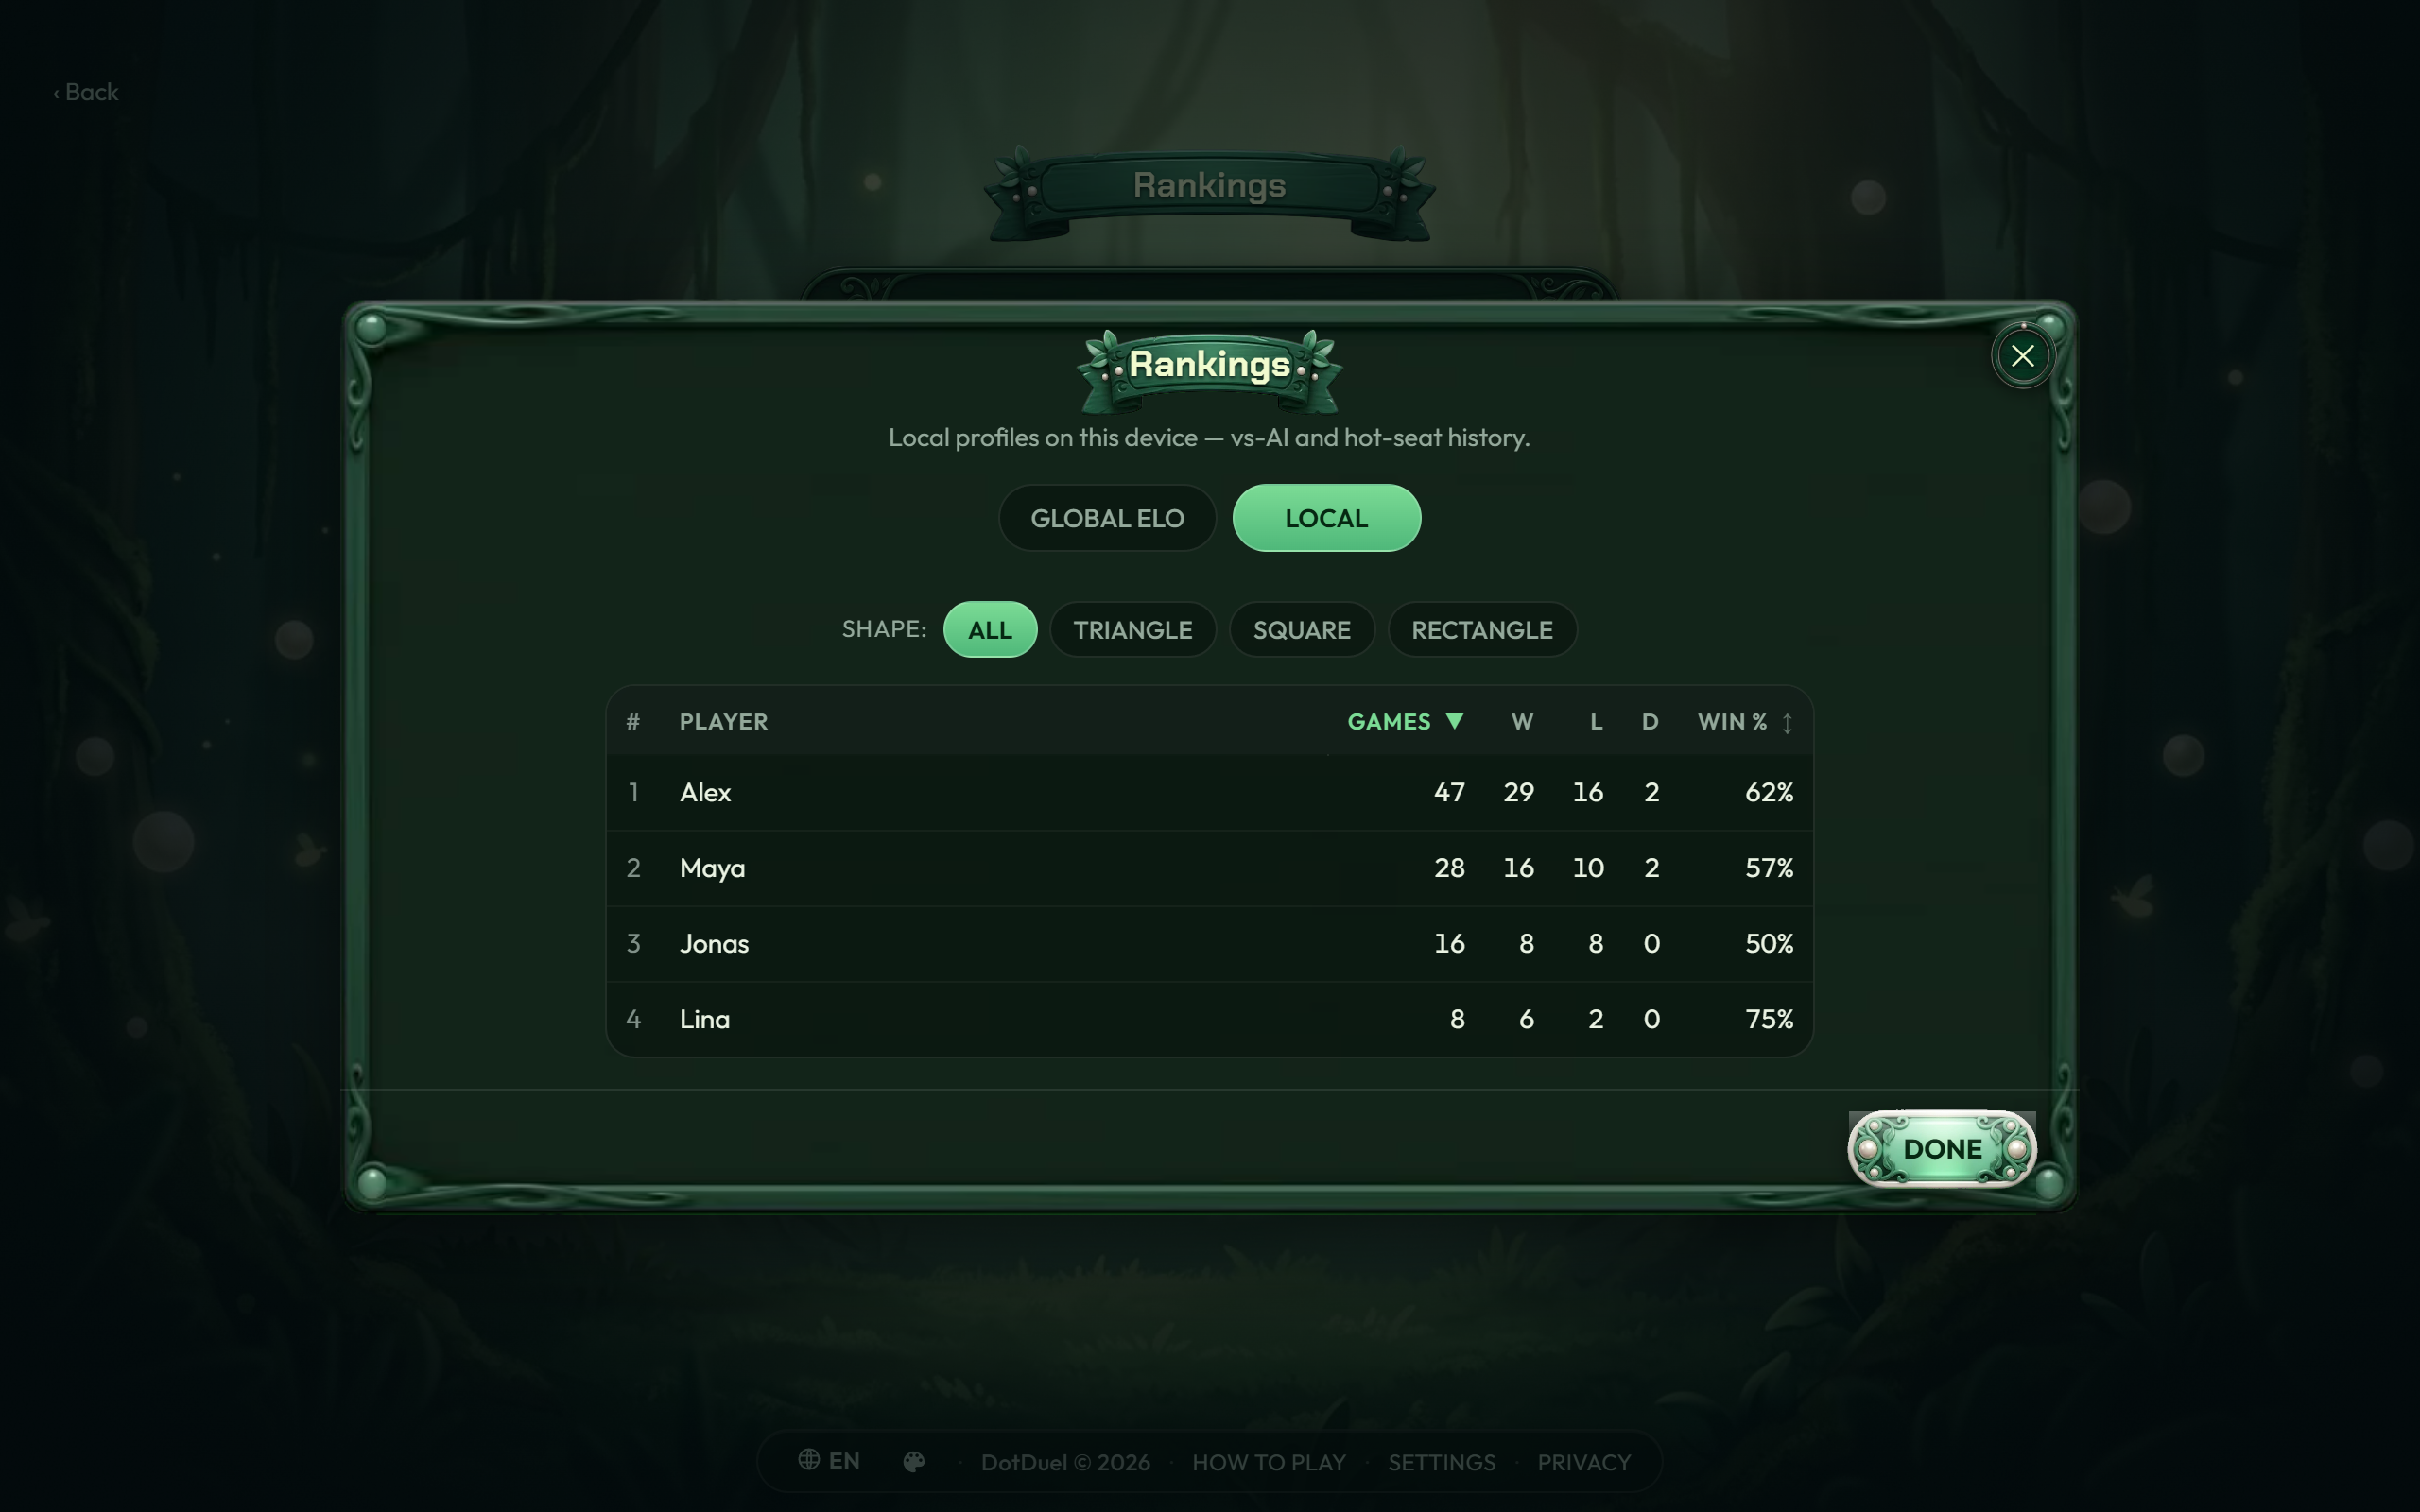 ‹ Back
Rankings
Rankings
Local profiles on this device — vs-AI and hot-seat history.
GLOBAL ELO LOCAL
SHAPE: ALL TRIANGLE SQUARE RECTANGLE
# PLAYER GAMES ▼ W L D WIN % ↕
1 Alex 47 29 16 2 62%
2 Maya 28 16 10 2 57%
3 Jonas 16 8 8 0 50%
4 Lina 8 6 2 0 75%
DONE
EN · DotDuel © 2026 · HOW TO PLAY · SETTINGS · PRIVACY